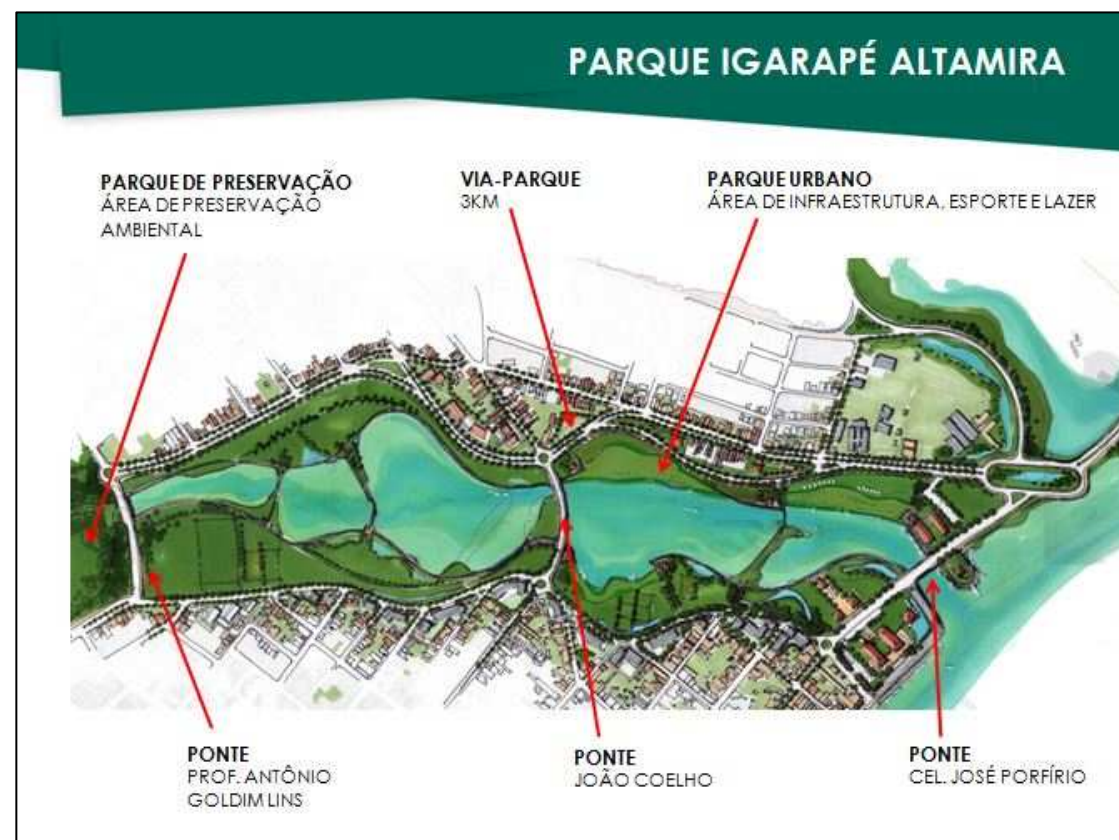 PARQUE IGARAPÉ ALTAMIRA
PARQUE DE PRESERVAÇÃO
ÁREA DE PRESERVAÇÃO
AMBIENTAL
VIA-PARQUE
3KM
PARQUE URBANO
ÁREA DE INFRAESTRUTURA, ESPORTE E LAZER
PONTE
PROF. ANTÔNIO
GOLDIM LINS
PONTE
JOÃO COELHO
PONTE
CEL. JOSÉ PORFÍRIO